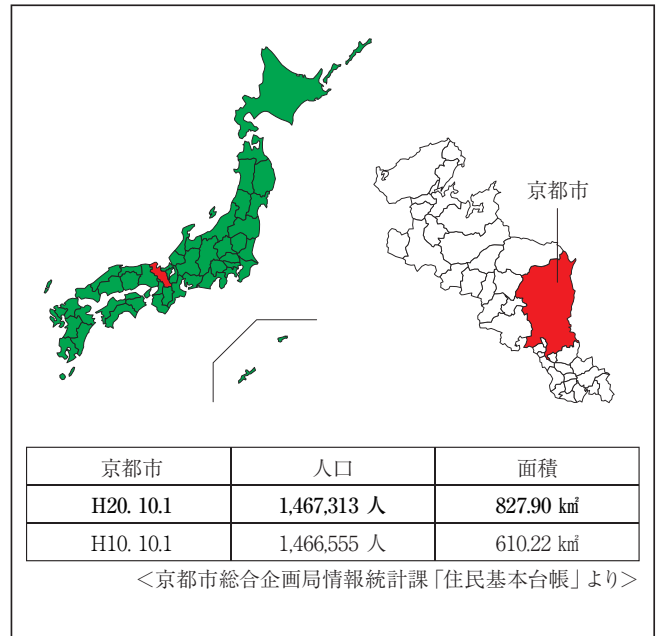 京都市
京都市 人口 面積
H20. 10.1 1,467,313 人 827.90 ㎢
H10. 10.1 1,466,555 人 610.22 ㎢
＜京都市総合企画局情報統計課「住民基本台帳」より＞